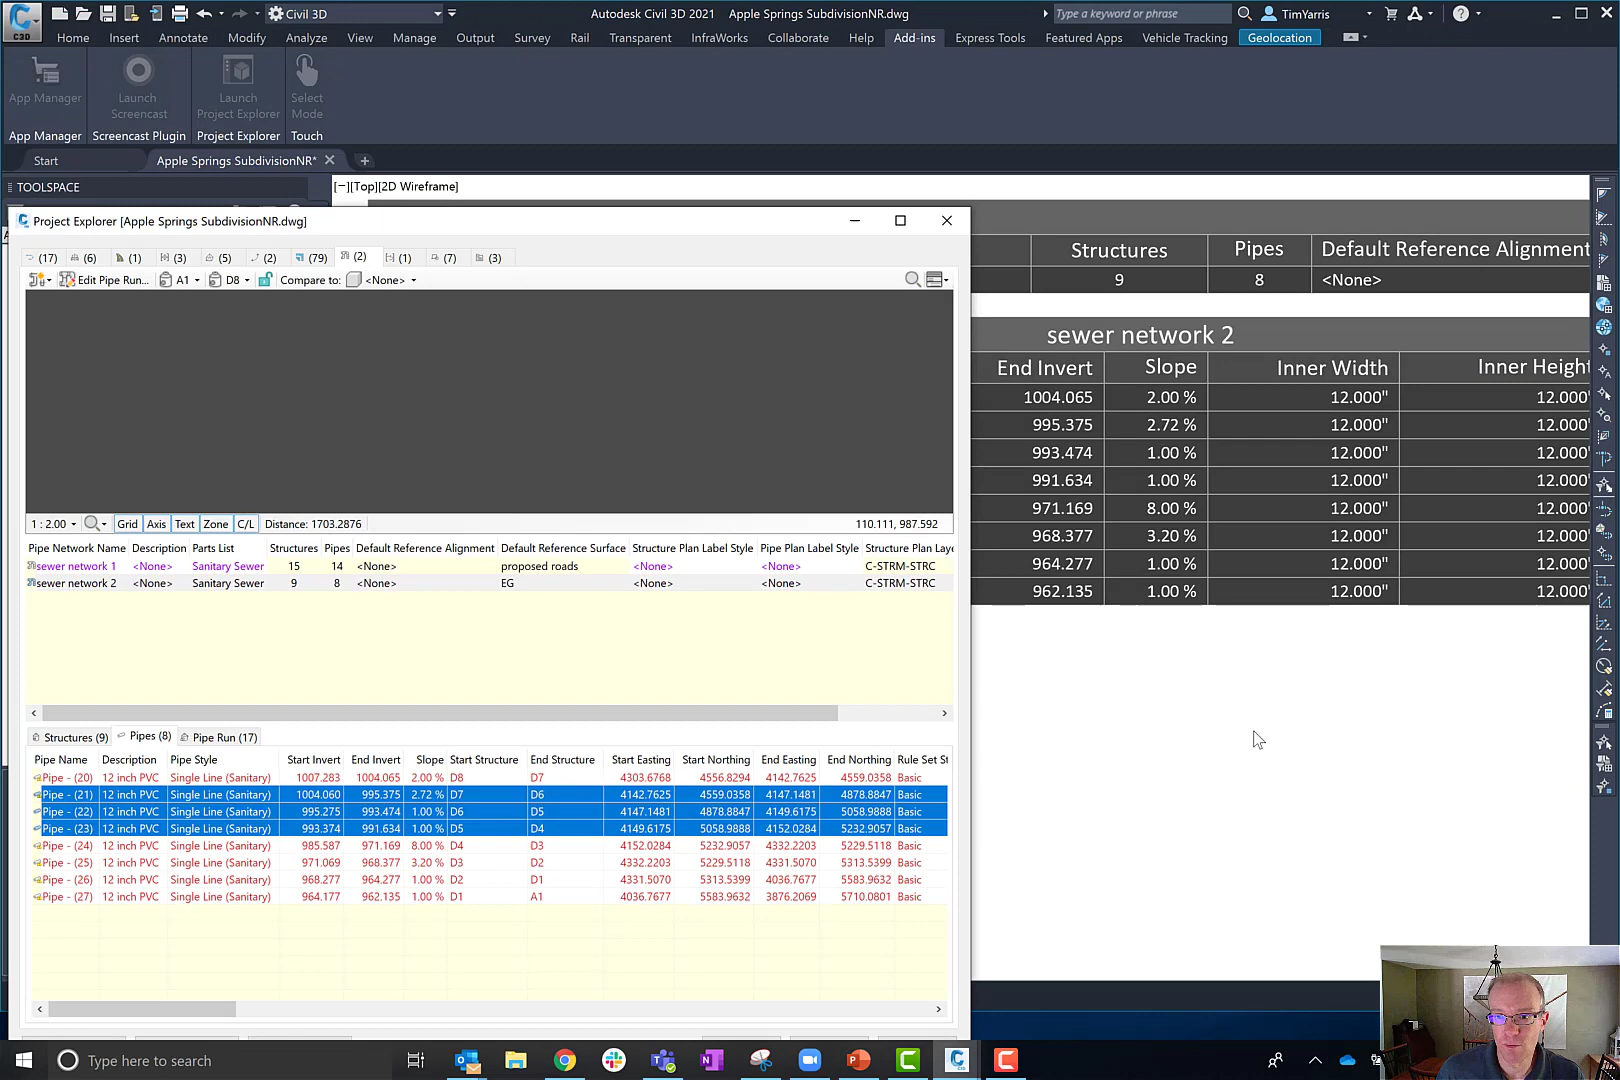 C3D
Civil 3D
Autodesk Civil 3D 2021 Apple Springs SubdivisionNR.dwg
Type a keyword or phrase
TimYarris
Home Insert Annotate Modify Analyze View Manage Output Survey Rail Transparent InfraWorks Collaborate Help Add-ins Express Tools Featured Apps Vehicle Tracking Geolocation
App Manager
Launch
Screencast
Launch
Project Explorer
Select
Mode
App Manager Screencast Plugin Project Explorer Touch
Start Apple Springs SubdivisionNR*
TOOLSPACE
[−][Top][2D Wireframe]
Project Explorer [Apple Springs SubdivisionNR.dwg]
(17) (6) (1) (3) (5) (2) (79) (2) (1) (7) (3)
Edit Pipe Run... A1 D8 Compare to: <None>
Structures Pipes Default Reference Alignment
9 8 <None>
sewer network 2
End Invert Slope Inner Width Inner Height
1004.065 2.00 % 12.000" 12.000"
995.375 2.72 % 12.000" 12.000"
993.474 1.00 % 12.000" 12.000"
991.634 1.00 % 12.000" 12.000"
971.169 8.00 % 12.000" 12.000"
968.377 3.20 % 12.000" 12.000"
964.277 1.00 % 12.000" 12.000"
962.135 1.00 % 12.000" 12.000"
1 : 2.00 Grid Axis Text Zone C/L Distance: 1703.2876 110.111, 987.592
Pipe Network Name Description Parts List Structures Pipes Default Reference Alignment Default Reference Surface Structure Plan Label Style Pipe Plan Label Style Structure Plan Laye
sewer network 1 <None> Sanitary Sewer 15 14 <None> proposed roads <None> <None> C-STRM-STRC
sewer network 2 <None> Sanitary Sewer 9 8 <None> EG <None> <None> C-STRM-STRC
Structures (9) Pipes (8) Pipe Run (17)
Pipe Name Description Pipe Style Start Invert End Invert Slope Start Structure End Structure Start Easting Start Northing End Easting End Northing Rule Set St
Pipe - (20) 12 inch PVC Single Line (Sanitary) 1007.283 1004.065 2.00 % D8 D7 4303.6768 4556.8294 4142.7625 4559.0358 Basic
Pipe - (21) 12 inch PVC Single Line (Sanitary) 1004.060 995.375 2.72 % D7 D6 4142.7625 4559.0358 4147.1481 4878.8847 Basic
Pipe - (22) 12 inch PVC Single Line (Sanitary) 995.275 993.474 1.00 % D6 D5 4147.1481 4878.8847 4149.6175 5058.9888 Basic
Pipe - (23) 12 inch PVC Single Line (Sanitary) 993.374 991.634 1.00 % D5 D4 4149.6175 5058.9888 4152.0284 5232.9057 Basic
Pipe - (24) 12 inch PVC Single Line (Sanitary) 985.587 971.169 8.00 % D4 D3 4152.0284 5232.9057 4332.2203 5229.5118 Basic
Pipe - (25) 12 inch PVC Single Line (Sanitary) 971.069 968.377 3.20 % D3 D2 4332.2203 5229.5118 4331.5070 5313.5399 Basic
Pipe - (26) 12 inch PVC Single Line (Sanitary) 968.277 964.277 1.00 % D2 D1 4331.5070 5313.5399 4036.7677 5583.9632 Basic
Pipe - (27) 12 inch PVC Single Line (Sanitary) 964.177 962.135 1.00 % D1 A1 4036.7677 5583.9632 3876.2069 5710.0801 Basic
Type here to search